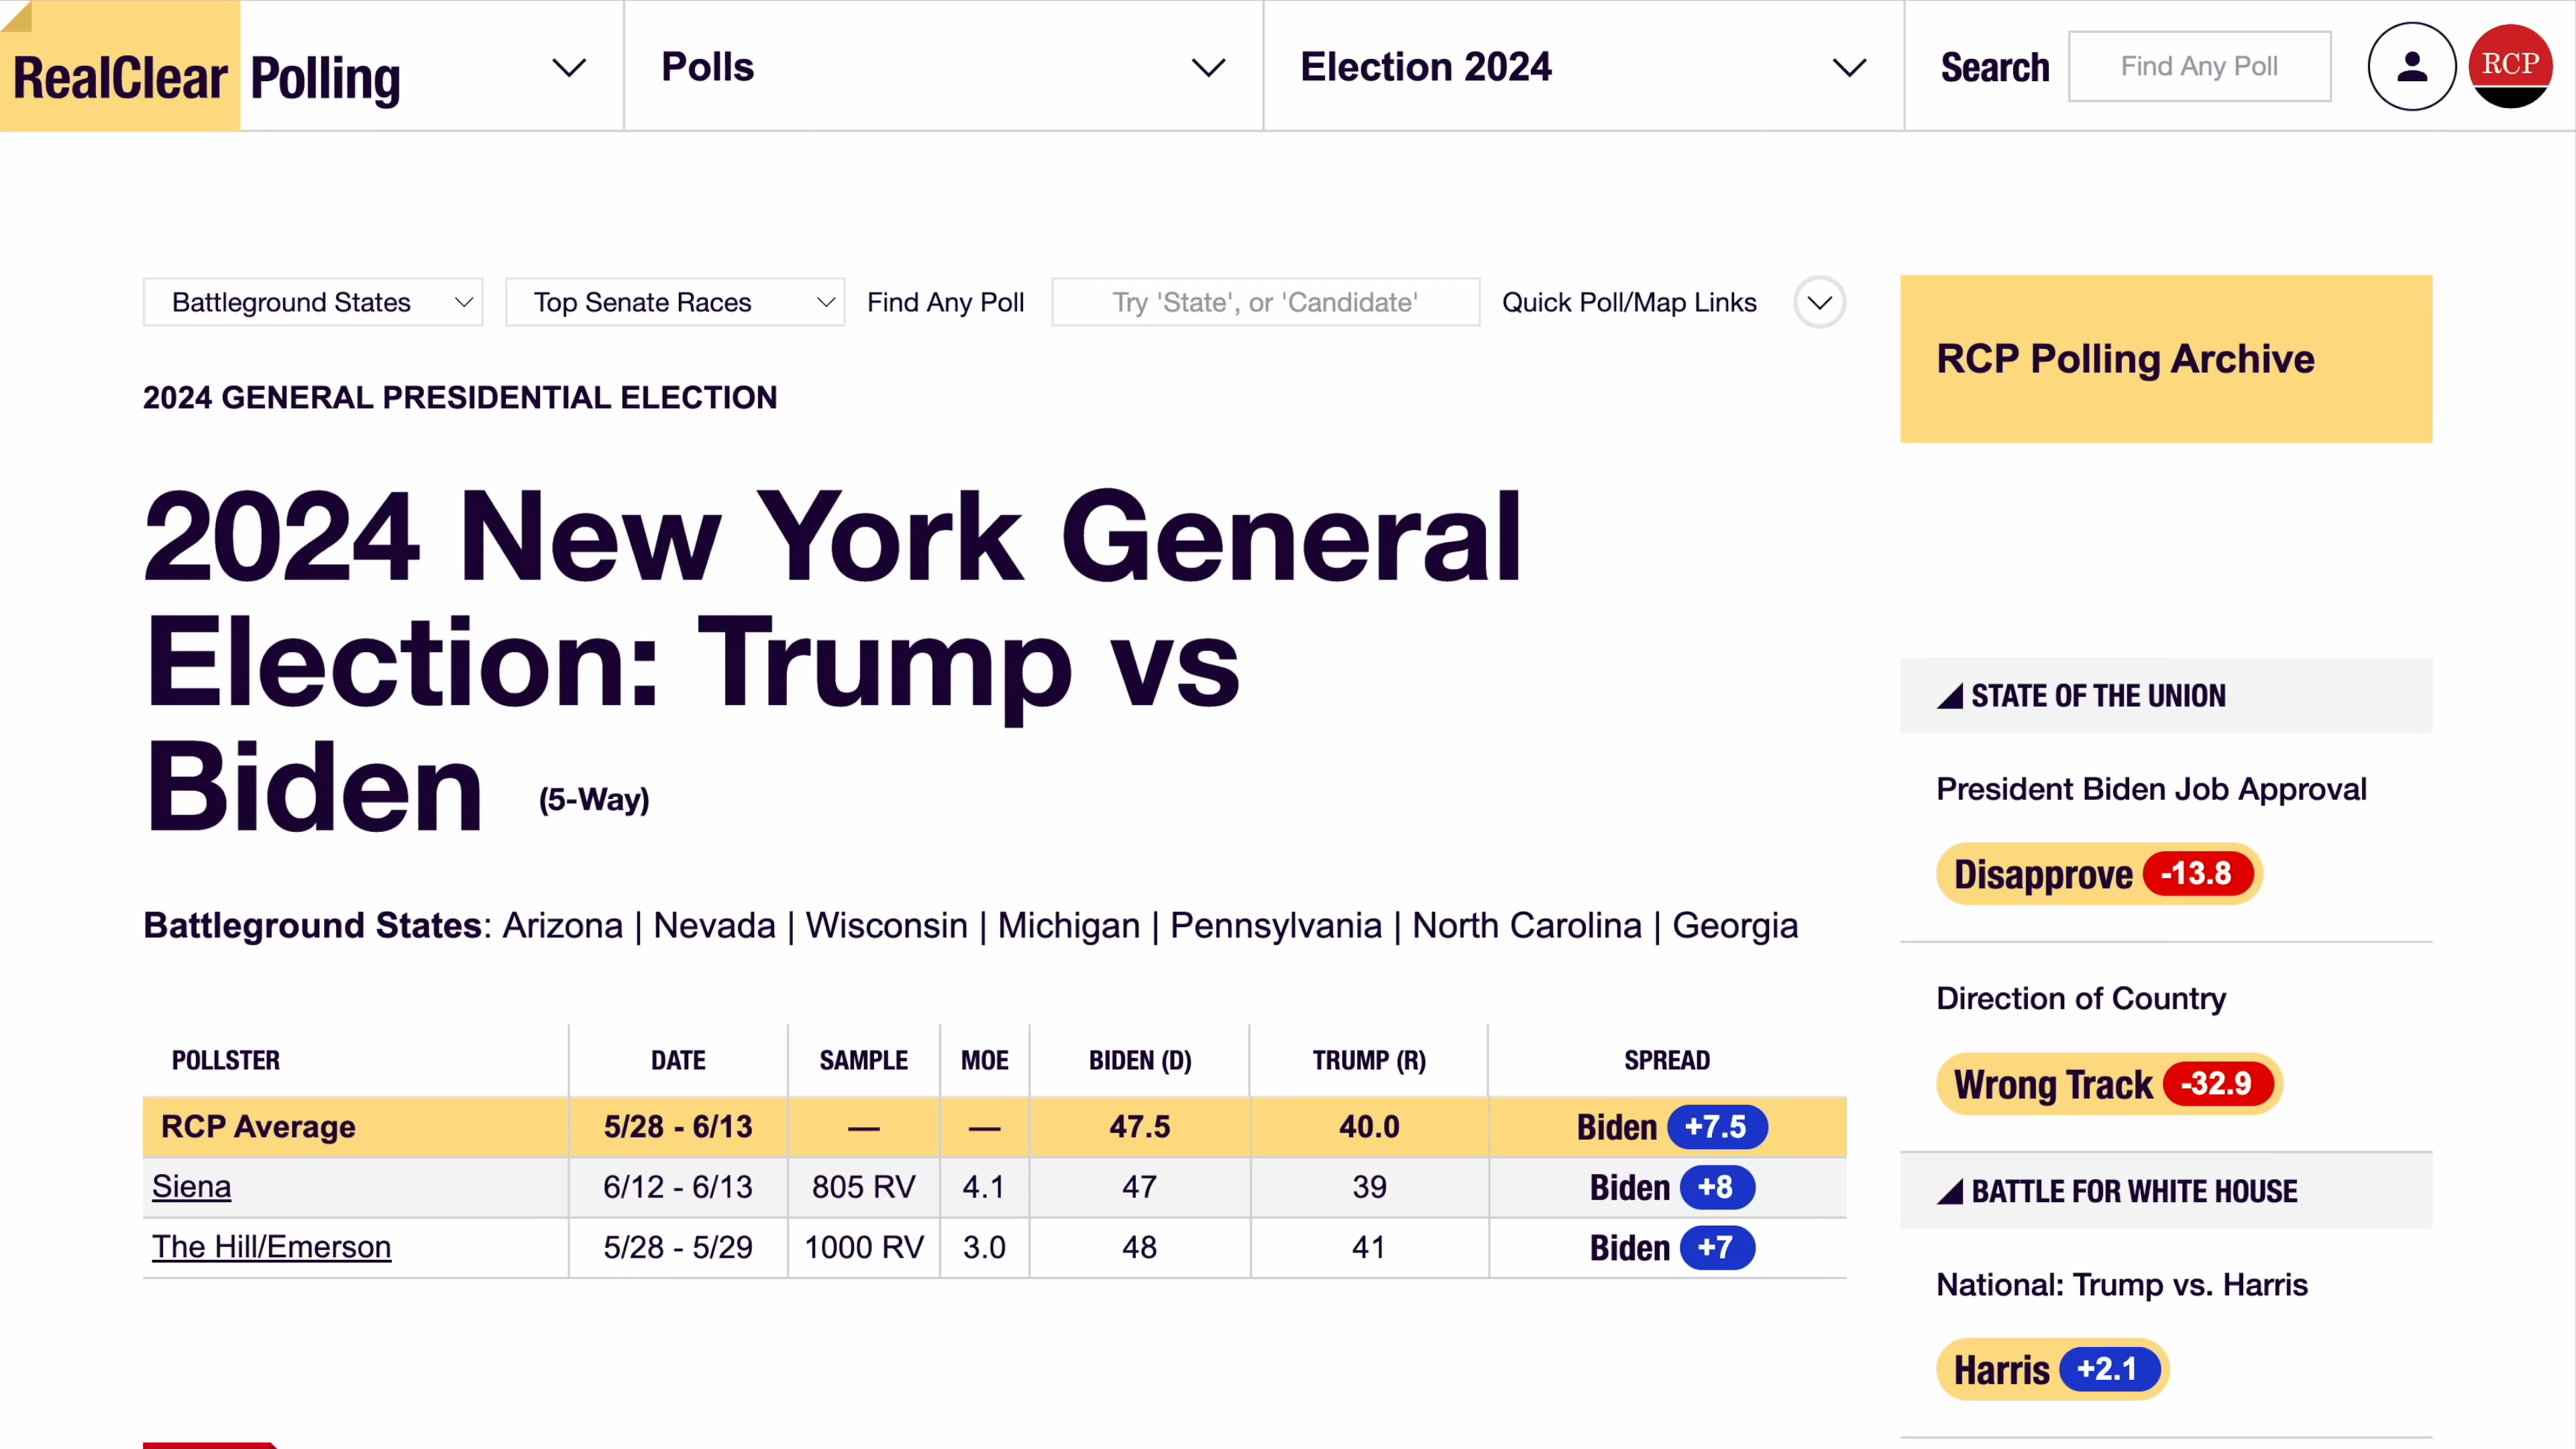 RealClear Polling
Polls
Election 2024
Search
Find Any Poll
RCP
Battleground States
Top Senate Races
Find Any Poll
Try 'State', or 'Candidate'
Quick Poll/Map Links
2024 GENERAL PRESIDENTIAL ELECTION
2024 New York General
Election: Trump vs
Biden (5-Way)
Battleground States: Arizona | Nevada | Wisconsin | Michigan | Pennsylvania | North Carolina | Georgia
POLLSTER DATE SAMPLE MOE BIDEN (D) TRUMP (R) SPREAD
RCP Average 5/28 - 6/13 — — 47.5 40.0 Biden +7.5
Siena 6/12 - 6/13 805 RV 4.1 47 39 Biden +8
The Hill/Emerson 5/28 - 5/29 1000 RV 3.0 48 41 Biden +7
RCP Polling Archive
STATE OF THE UNION
President Biden Job Approval
Disapprove -13.8
Direction of Country
Wrong Track -32.9
BATTLE FOR WHITE HOUSE
National: Trump vs. Harris
Harris +2.1